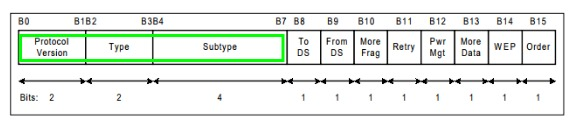 B0 B1 B2 B3 B4 B7 B8 B9 B10 B11 B12 B13 B14 B15
Protocol Version Type Subtype To DS From DS More Frag Retry Pwr Mgt More Data WEP Order
Bits: 2 2 4 1 1 1 1 1 1 1 1